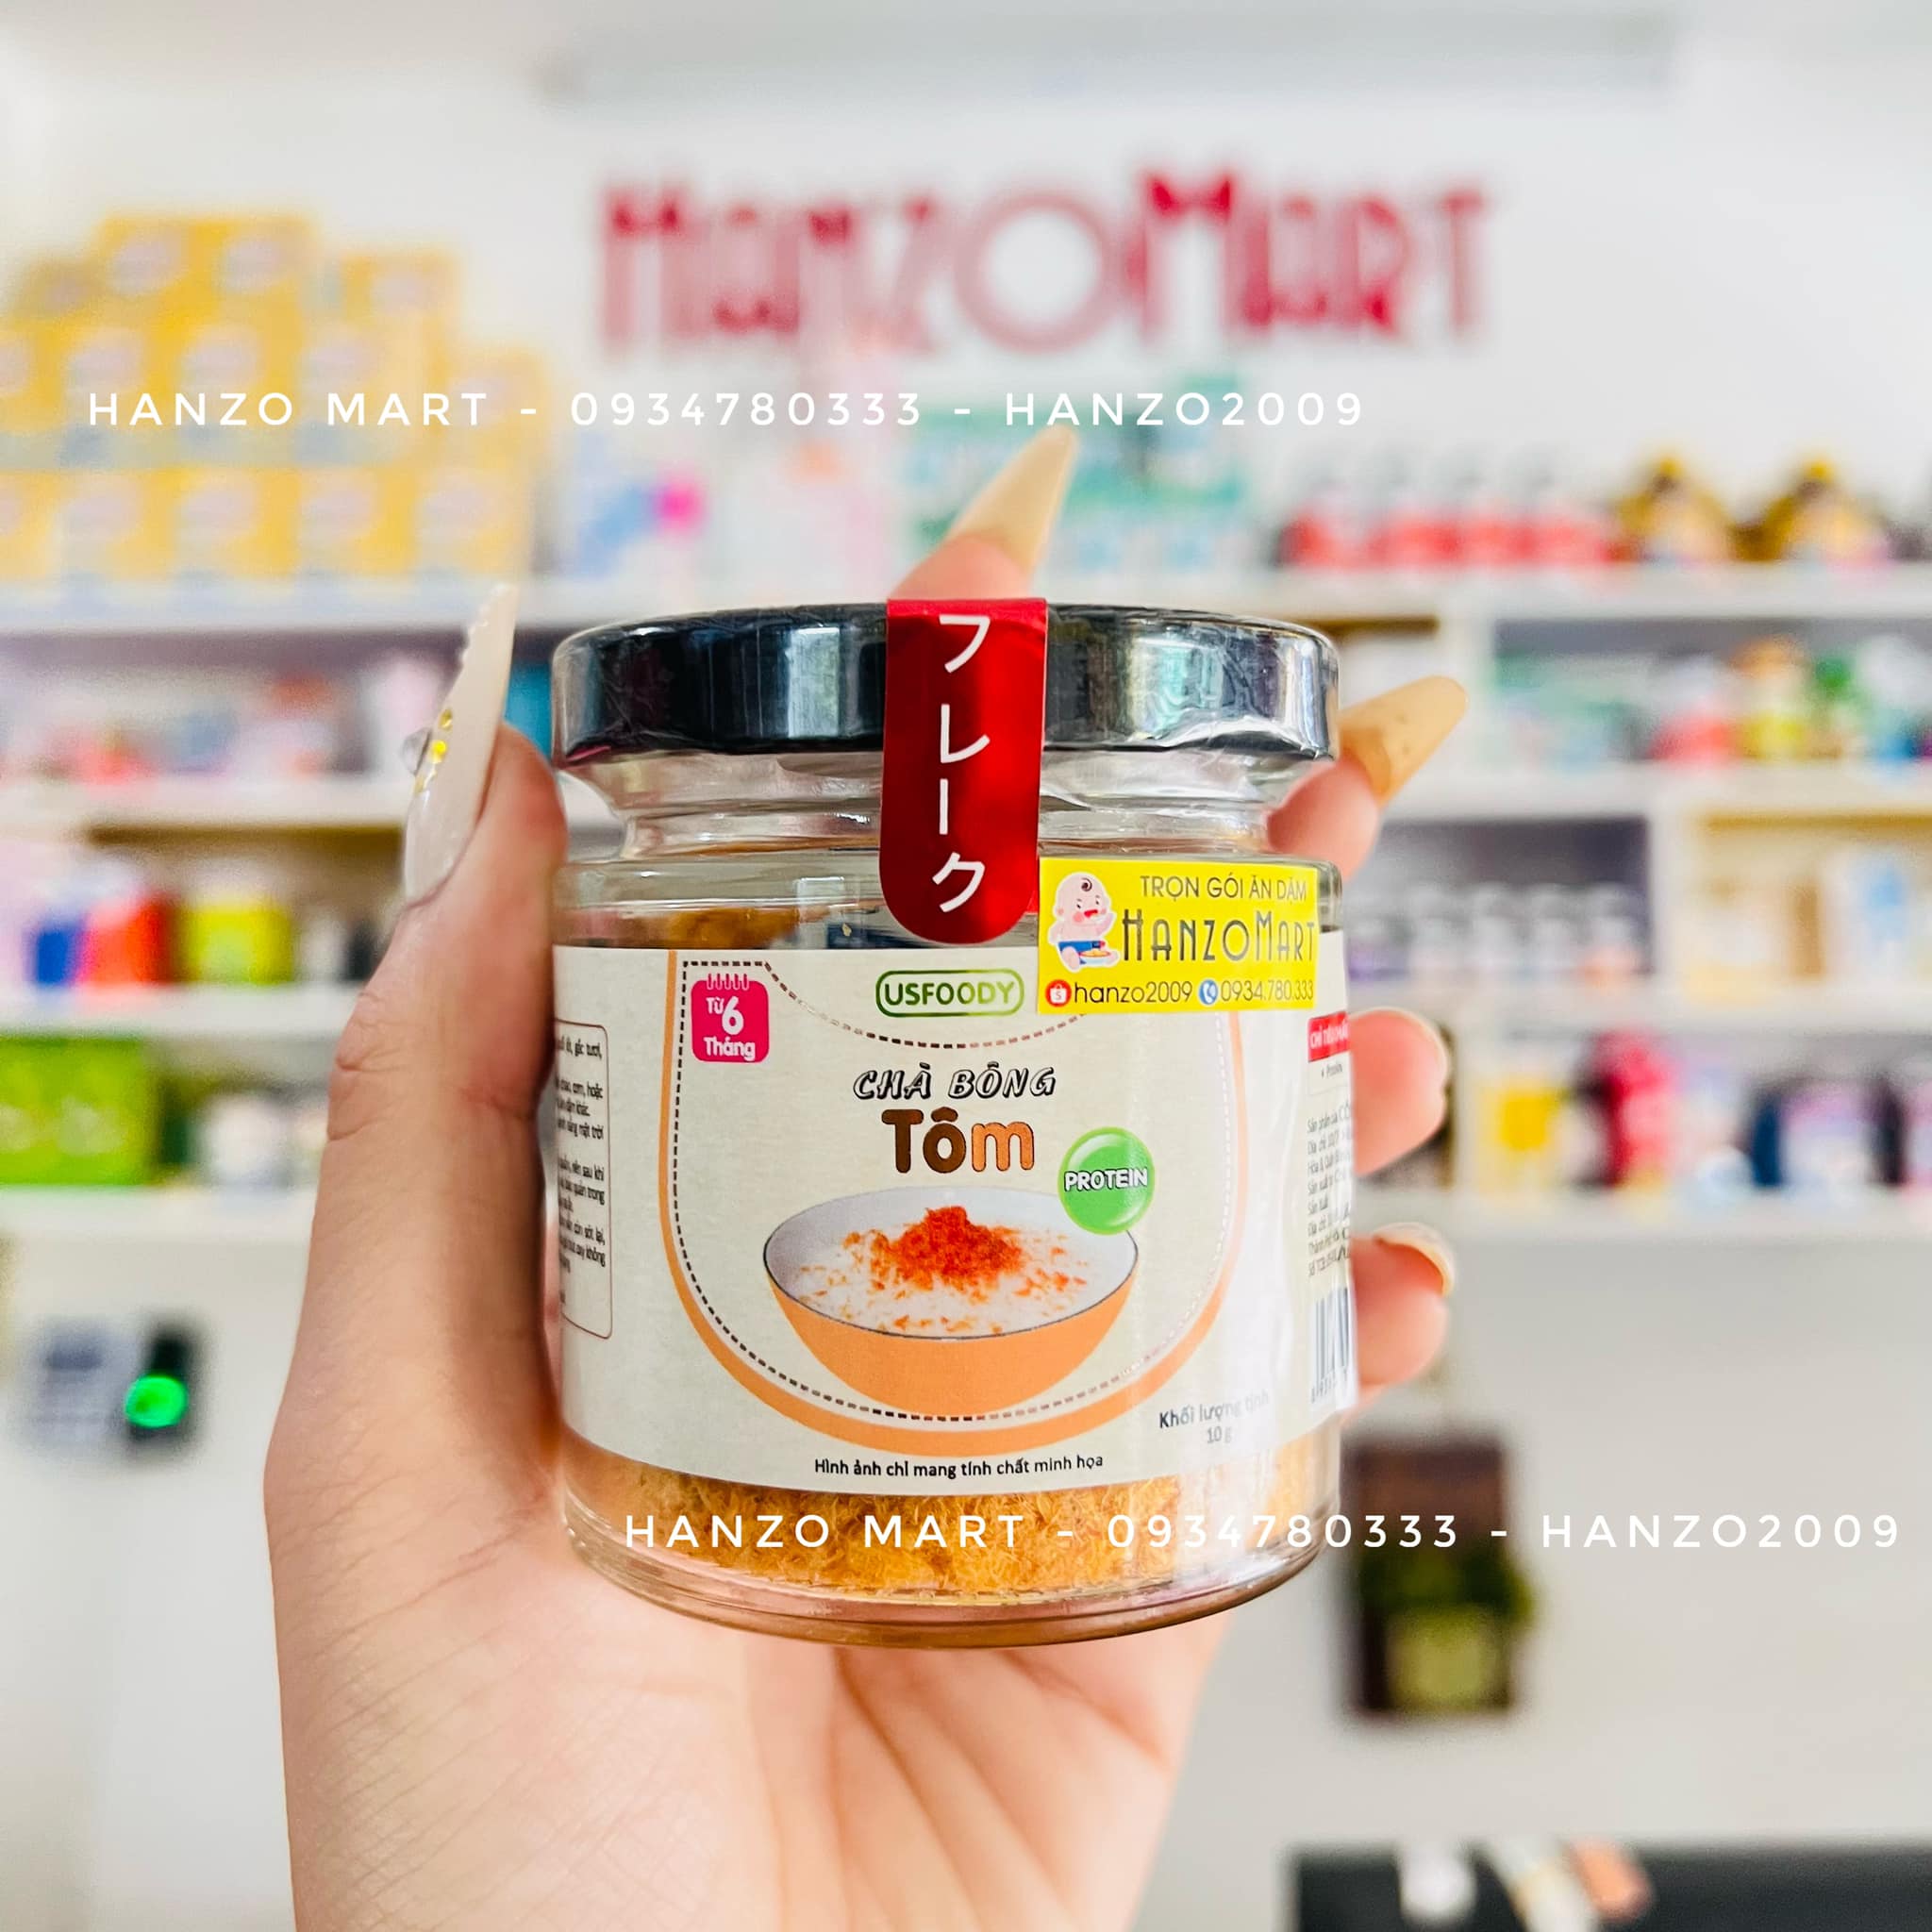 HANZOMART
HANZO MART - 0934780333 - HANZO2009
フレーク
TRỌN GÓI ĂN DẶM
HANZOMART
hanzo2009 0934.780.333
USFOODY
Từ 6
Tháng
CHÀ BÔNG
Tôm
PROTEIN
Khối lượng tịnh
10 g
Hình ảnh chỉ mang tính chất minh họa
HANZO MART - 0934780333 - HANZO2009